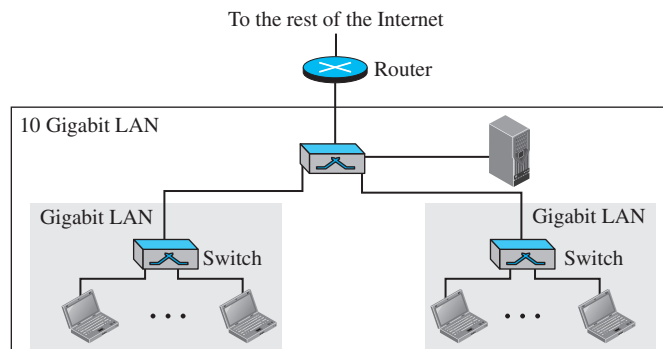 To the rest of the Internet
Router
10 Gigabit LAN
Gigabit LAN
Gigabit LAN
Switch
Switch